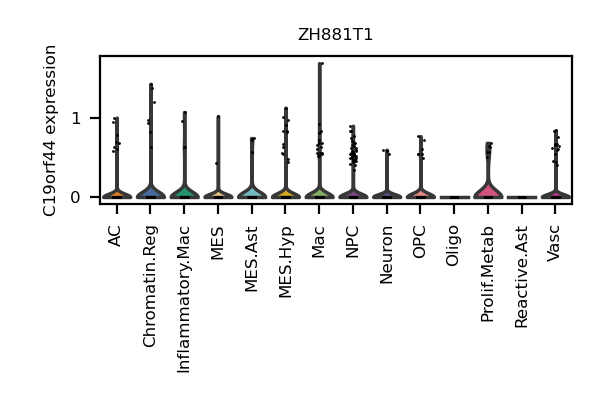 ZH881T1
C19orf44 expression
1
0
AC
Chromatin.Reg
Inflammatory.Mac
MES
MES.Ast
MES.Hyp
Mac
NPC
Neuron
OPC
Oligo
Prolif.Metab
Reactive.Ast
Vasc